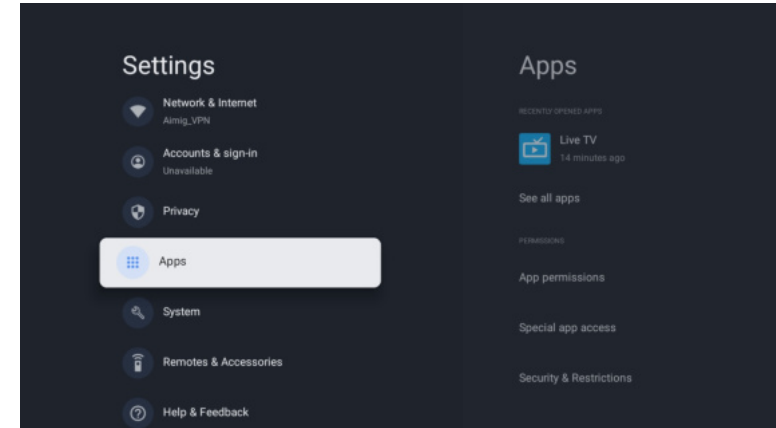 Settings
Network & Internet
Aimig_VPN
Accounts & sign-in
Unavailable
Privacy
Apps
System
Remotes & Accessories
Help & Feedback
Apps
RECENTLY OPENED APPS
Live TV
14 minutes ago
See all apps
PERMISSIONS
App permissions
Special app access
Security & Restrictions